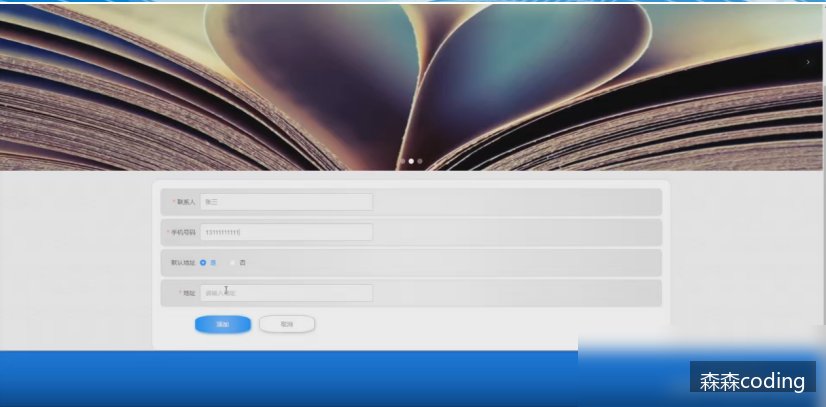 * 联系人 张三
* 手机号码 13111111111
默认地址 是 否
* 地址 请输入地址
添加 取消
森森coding